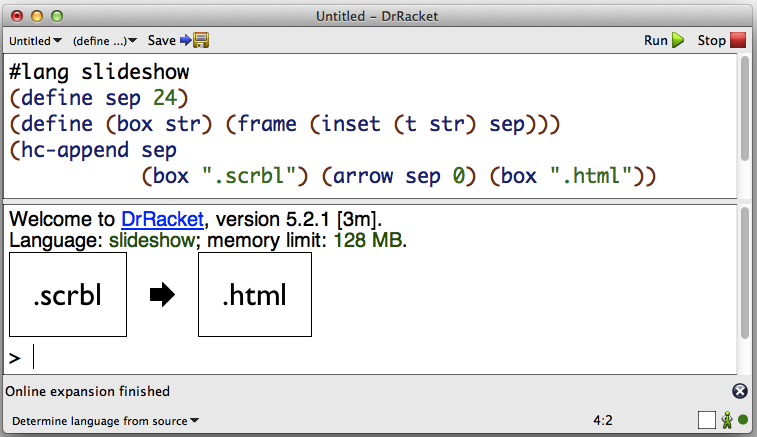 Untitled - DrRacket
Untitled (define ...) Save Run Stop
#lang slideshow
(define sep 24)
(define (box str) (frame (inset (t str) sep)))
(hc-append sep
(box ".scrbl") (arrow sep 0) (box ".html"))
Welcome to DrRacket, version 5.2.1 [3m].
Language: slideshow; memory limit: 128 MB.
.scrbl .html
>
Online expansion finished
Determine language from source 4:2